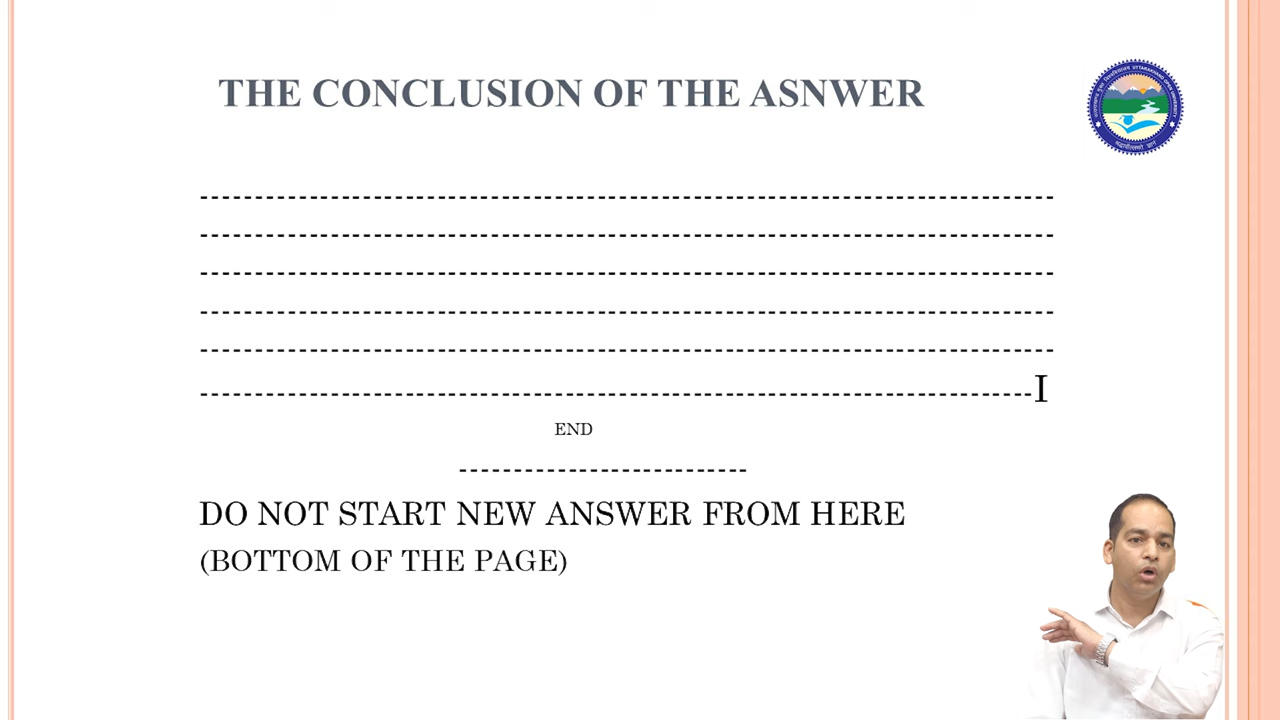 THE CONCLUSION OF THE ASNWER
--------------------------------------------------------------------------------
--------------------------------------------------------------------------------
--------------------------------------------------------------------------------
--------------------------------------------------------------------------------
--------------------------------------------------------------------------------
------------------------------------------------------------------------------I
END
---------------------------
DO NOT START NEW ANSWER FROM HERE
(BOTTOM OF THE PAGE)